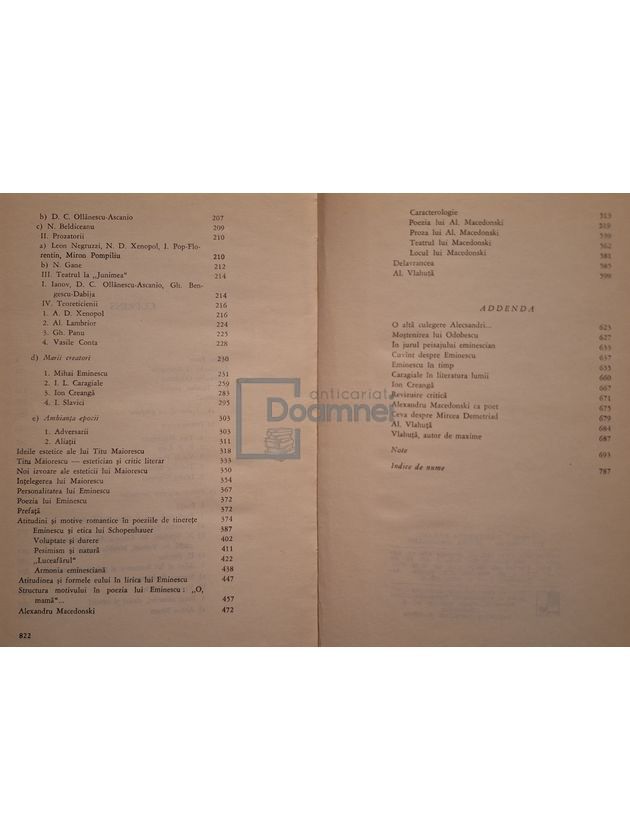 b) D. C. Ollănescu-Ascanio 207
c) N. Beldiceanu 209
II. Prozatorii 210
a) Leon Negruzzi, N. D. Xenopol, I. Pop-Flo-
rentin, Miron Pompiliu 210
b) N. Gane 212
III. Teatrul la „Junimea" 214
I. Ianov, D. C. Ollănescu-Ascanio, Gh. Ben-
gescu-Dabija 214
IV. Teoreticienii 216
1. A. D. Xenopol 216
2. Al. Lambrior 224
3. Gh. Panu 225
4. Vasile Conta 228
d) Marii creatori 230
1. Mihai Eminescu 231
2. I. L. Caragiale 259
3. Ion Creangă 283
4. I. Slavici 295
e) Ambianța epocii 303
1. Adversarii 303
2. Aliații 311
Ideile estetice ale lui Titu Maiorescu 318
Titu Maiorescu — estetician și critic literar 333
Noi izvoare ale esteticii lui Maiorescu 350
Înțelegerea lui Maiorescu 354
Personalitatea lui Eminescu 367
Poezia lui Eminescu 372
Prefață 372
Atitudini și motive romantice în poeziile de tinerețe 374
Eminescu și etica lui Schopenhauer 387
Voluptate și durere 402
Pesimism și natură 411
„Luceafărul" 422
Armonia eminesciană 438
Atitudinea și formele eului în lirica lui Eminescu 447
Structura motivului în poezia lui Eminescu : „O,
mamă"... 457
Alexandru Macedonski 472
822
Caracterologie 513
Poezia lui Al. Macedonski 519
Proza lui Al. Macedonski 550
Teatrul lui Macedonski 562
Locul lui Macedonski 581
Delavrancea 585
Al. Vlahuță 599
ADDENDA
O altă culegere Alecsandri... 623
Moștenirea lui Odobescu 627
În jurul peisajului eminescian 633
Cuvînt despre Eminescu 637
Eminescu în timp 653
Caragiale în literatura lumii 660
Ion Creangă 667
Revizuire critică 671
Alexandru Macedonski ca poet 675
Ceva despre Mircea Demetriad 679
Al. Vlahuță 684
Vlahuță, autor de maxime 687
Note 693
Indice de nume 787
anticariat
Doamnei